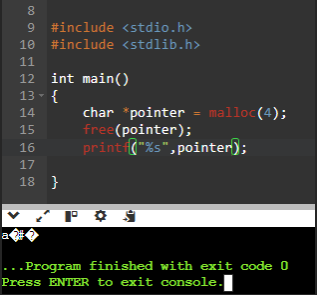 8
9 #include <stdio.h>
10 #include <stdlib.h>
11
12 int main()
13 {
14 char *pointer = malloc(4);
15 free(pointer);
16 printf("%s",pointer);
17
18 }
a�#�
...Program finished with exit code 0
Press ENTER to exit console.